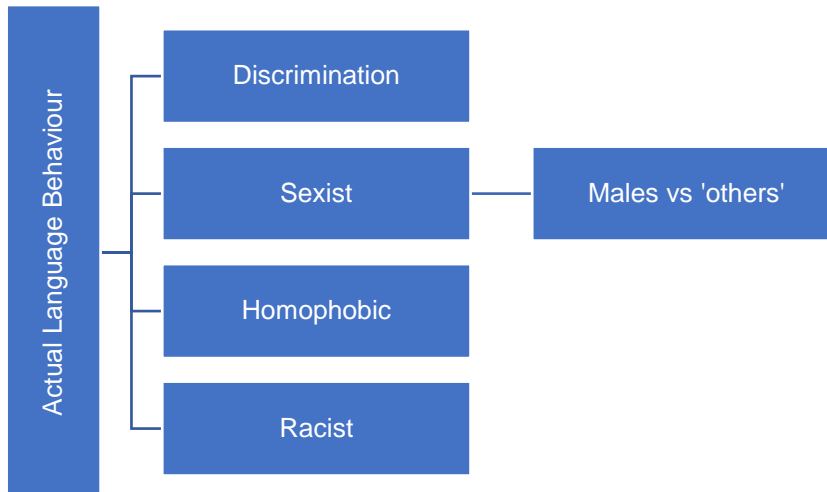 Actual Language Behaviour
Discrimination
Sexist
Males vs 'others'
Homophobic
Racist